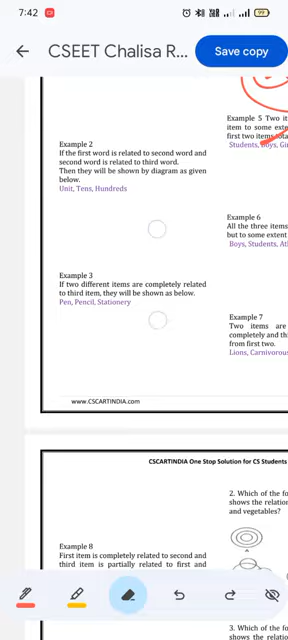 7:42
99
CSEET Chalisa R...
Save copy
Example 2
If the first word is related to second word and
second word is related to third word.
Then they will be shown by diagram as given
below.
Unit, Tens, Hundreds
Example 3
If two different items are completely related
to third item, they will be shown as below.
Pen, Pencil, Stationery
Example 5 Two it
item to some exten
first two items tota
Students, Boys, Gir
Example 6
All the three items
but to some extent
Boys, Students, Atl
Example 7
Two items are
completely and thi
from first two.
Lions, Carnivorous
www.CSCARTINDIA.com
CSCARTINDIA One Stop Solution for CS Students
Example 8
First item is completely related to second and
third item is partially related to first and
2. Which of the fo
shows the relation
and vegetables?
A
3. Which of the fo
shows the relation